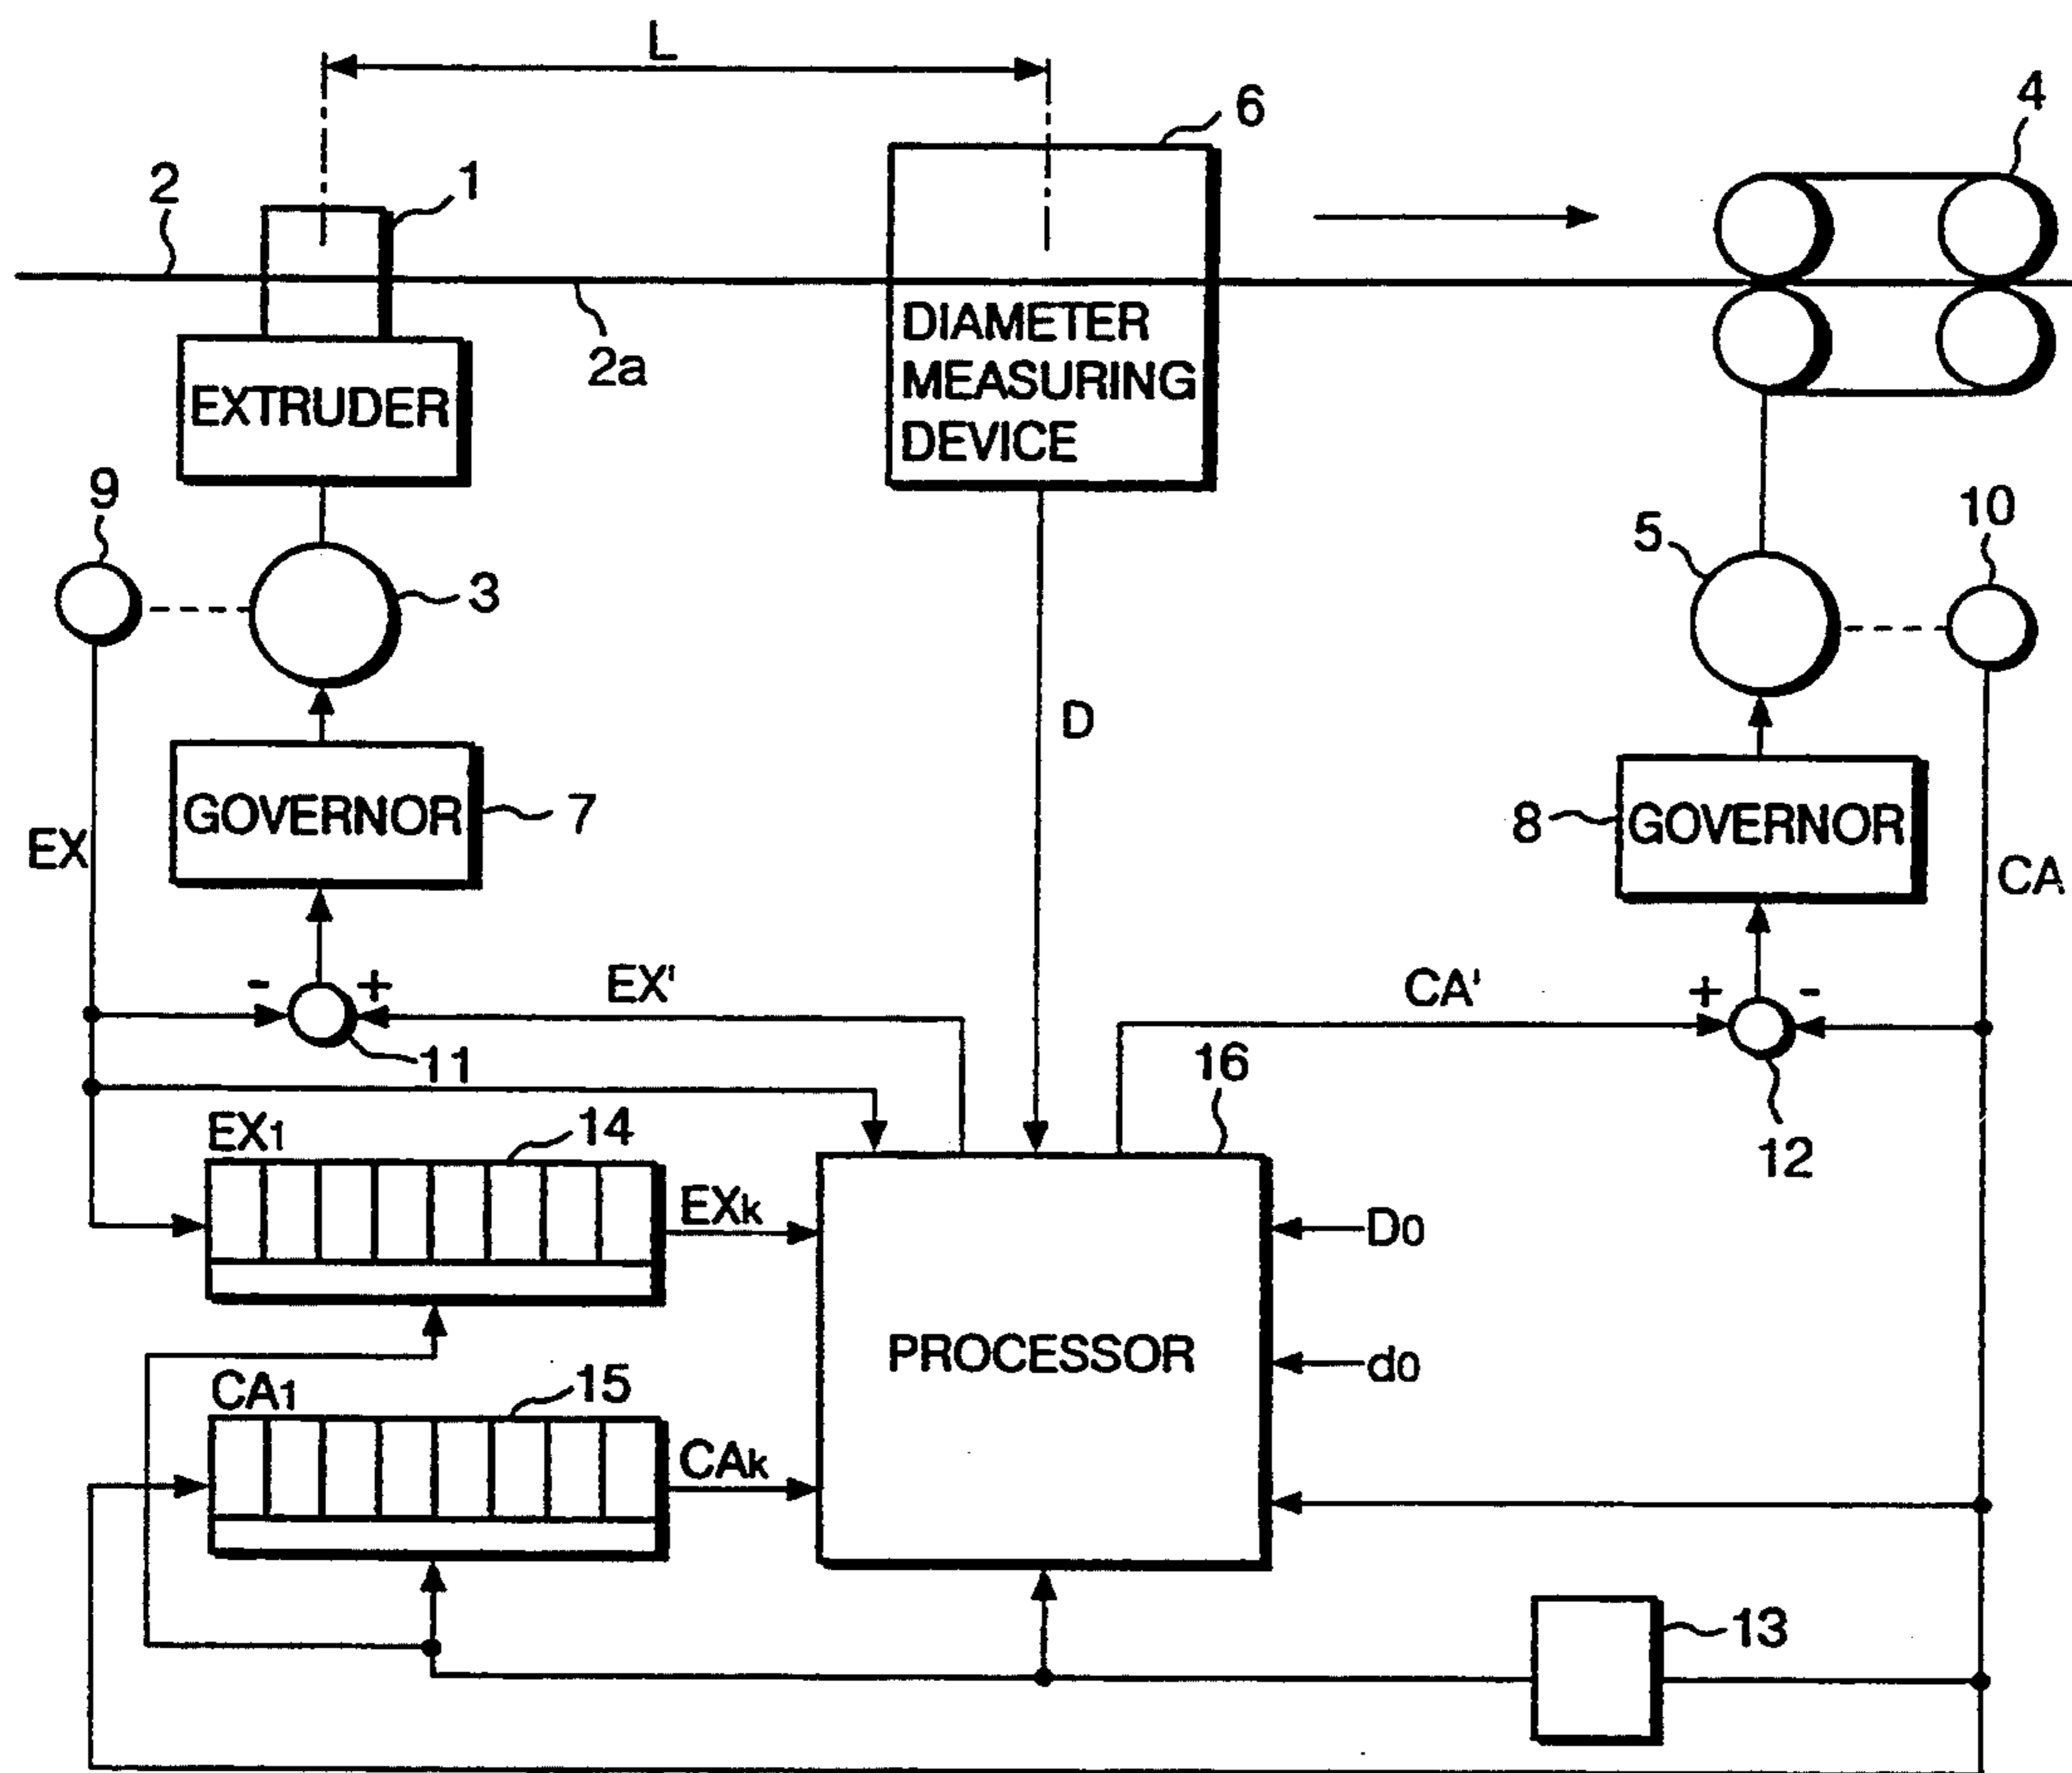 L
6
4
2
1
2a
EXTRUDER
DIAMETER
MEASURING
DEVICE
9
3
5
10
D
GOVERNOR
7
8
GOVERNOR
EX
CA
-
+
EX'
CA'
+
-
11
16
12
EX1
14
EXk
D0
PROCESSOR
d0
CA1
15
CAk
13